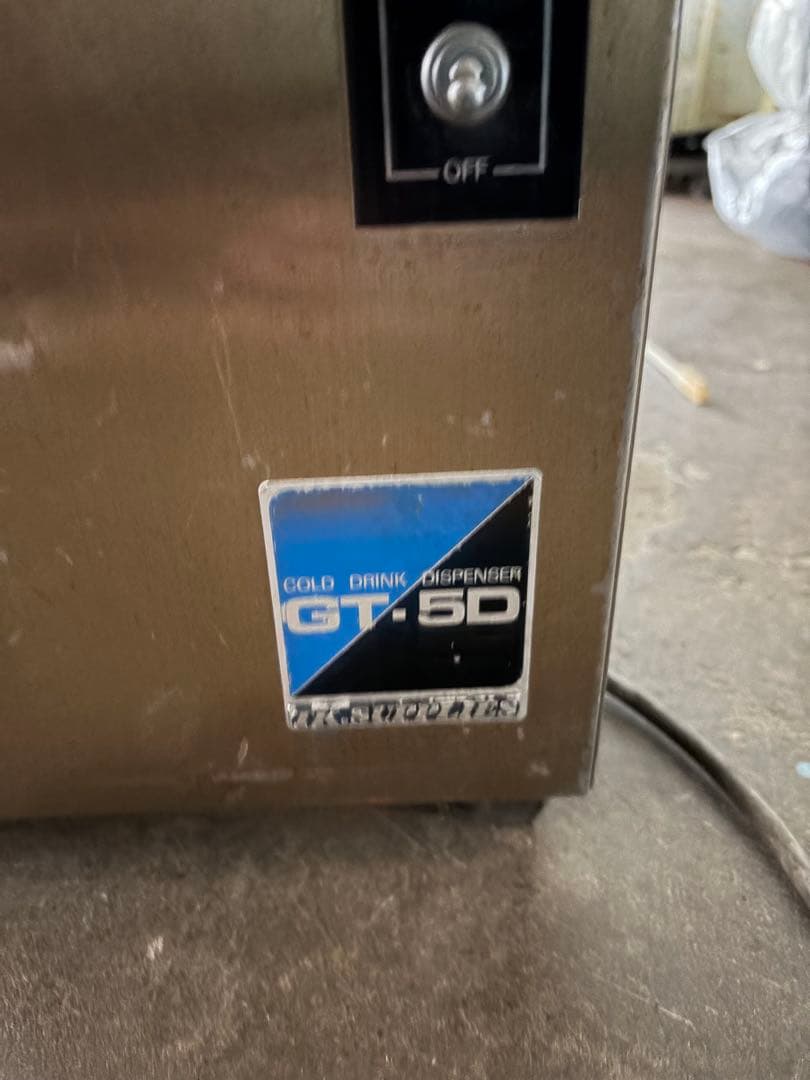 OFF
COLD DRINK DISPENSER
GT-5D